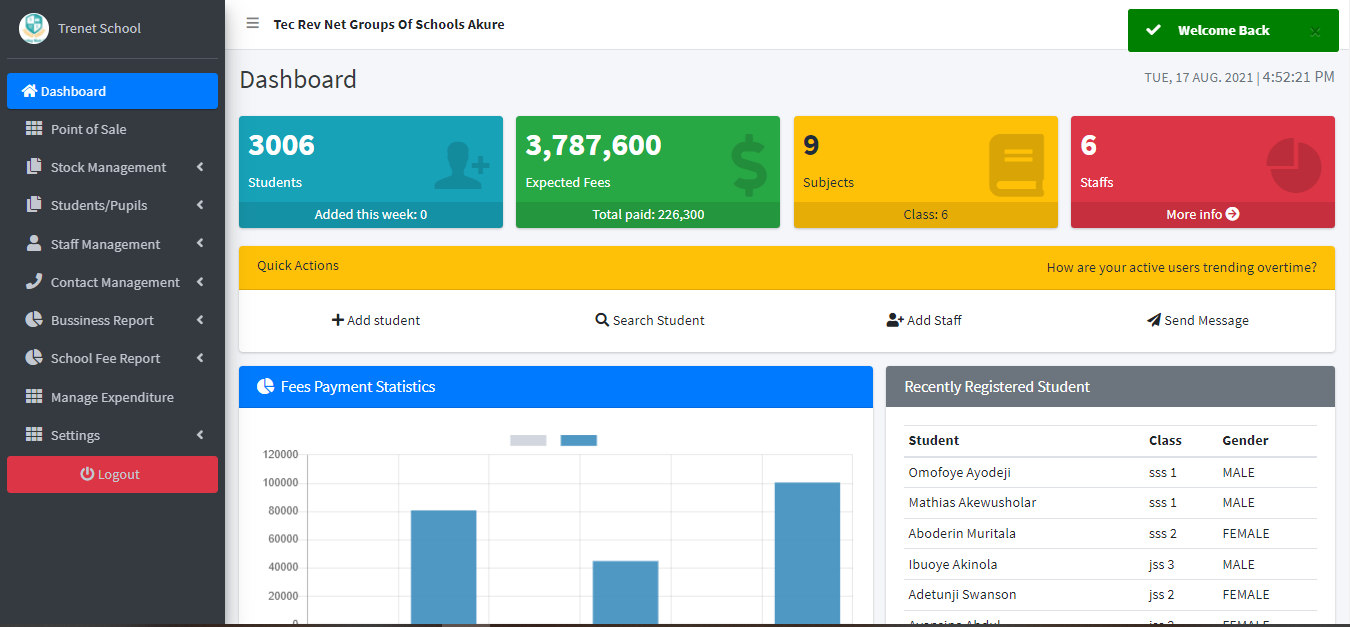 Trenet School
Dashboard
Point of Sale
Stock Management
Students/Pupils
Staff Management
Contact Management
Bussiness Report
School Fee Report
Manage Expenditure
Settings
Logout
Tec Rev Net Groups Of Schools Akure
Welcome Back ×
Dashboard
TUE, 17 AUG. 2021 | 4:52:21 PM
3006
Students
Added this week: 0
3,787,600
Expected Fees
Total paid: 226,300
9
Subjects
Class: 6
6
Staffs
More info
Quick Actions
How are your active users trending overtime?
Add student
Search Student
Add Staff
Send Message
Fees Payment Statistics
120000
100000
80000
60000
40000
20000
0
Recently Registered Student
Student Class Gender
Omofoye Ayodeji sss 1 MALE
Mathias Akewusholar sss 1 MALE
Aboderin Muritala sss 2 FEMALE
Ibuoye Akinola jss 3 MALE
Adetunji Swanson jss 2 FEMALE